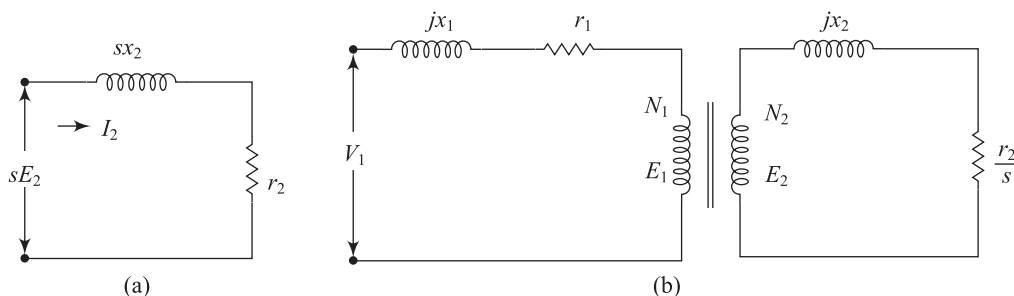 sx₂
I₂
sE₂
r₂
(a)
jx₁
r₁
V₁
N₁
E₁
N₂
E₂
jx₂
r₂
s
(b)